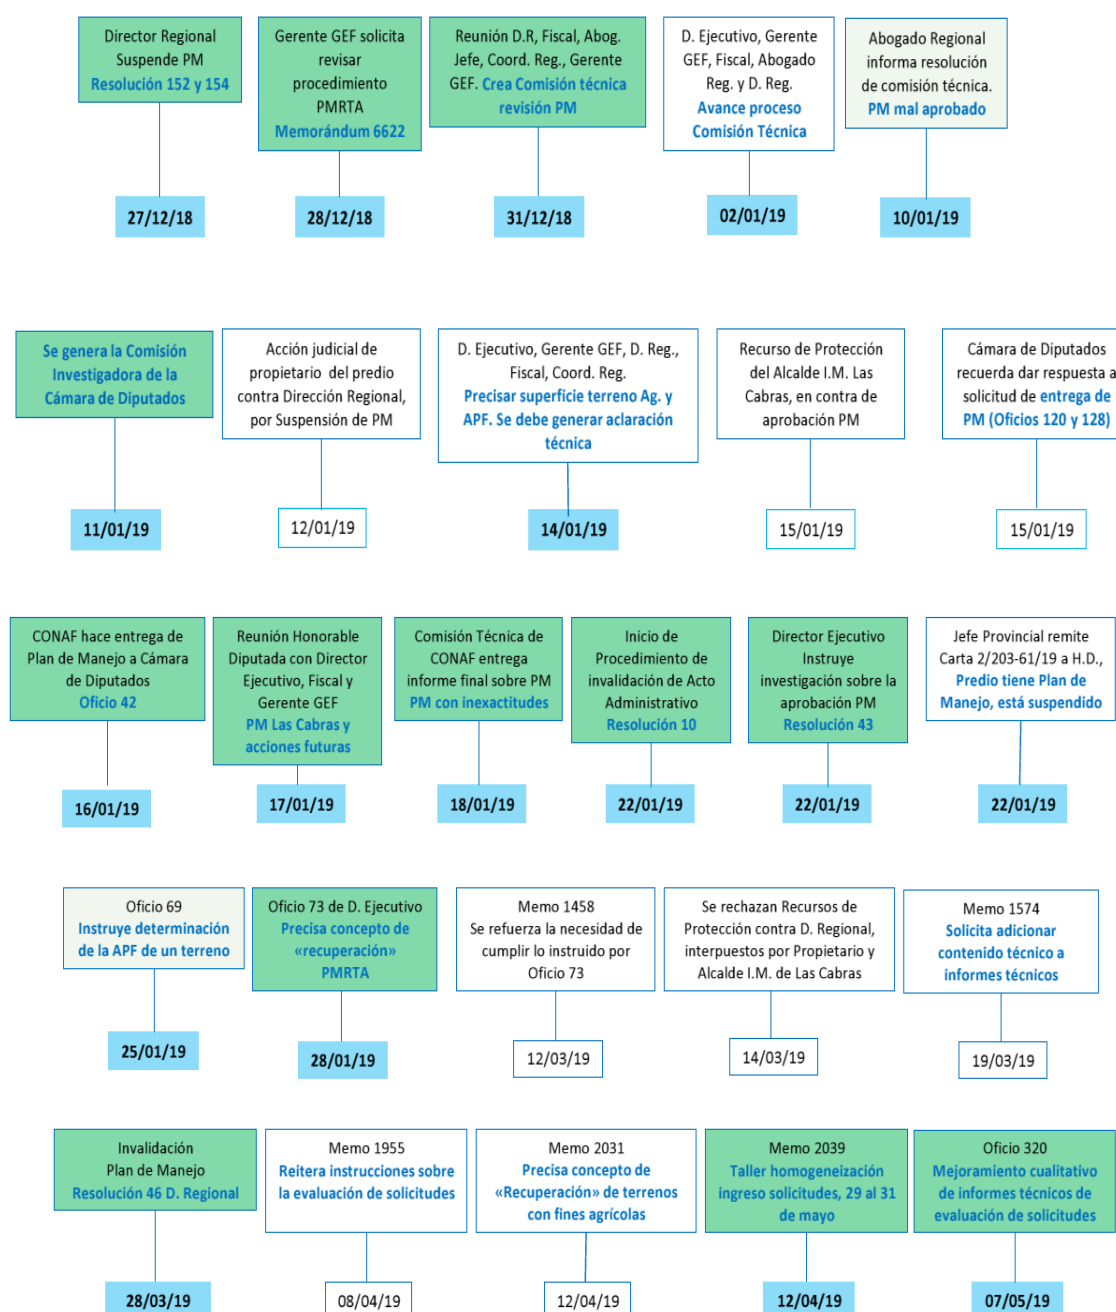 Director Regional
Suspende PM
Resolución 152 y 154
27/12/18
Gerente GEF solicita
revisar
procedimiento
PMRTA
Memorándum 6622
28/12/18
Reunión D.R, Fiscal, Abog.
Jefe, Coord. Reg., Gerente
GEF. Crea Comisión técnica
revisión PM
31/12/18
D. Ejecutivo, Gerente
GEF, Fiscal, Abogado
Reg. y D. Reg.
Avance proceso
Comisión Técnica
02/01/19
Abogado Regional
informa resolución
de comisión técnica.
PM mal aprobado
10/01/19
Se genera la Comisión
Investigadora de la
Cámara de Diputados
11/01/19
Acción judicial de
propietario del predio
contra Dirección Regional,
por Suspensión de PM
12/01/19
D. Ejecutivo, Gerente GEF, D. Reg.,
Fiscal, Coord. Reg.
Precisar superficie terreno Ag. y
APF. Se debe generar aclaración
técnica
14/01/19
Recurso de Protección
del Alcalde I.M. Las
Cabras, en contra de
aprobación PM
15/01/19
Cámara de Diputados
recuerda dar respuesta a
solicitud de entrega de
PM (Oficios 120 y 128)
15/01/19
CONAF hace entrega de
Plan de Manejo a Cámara
de Diputados
Oficio 42
16/01/19
Reunión Honorable
Diputada con Director
Ejecutivo, Fiscal y
Gerente GEF
PM Las Cabras y
acciones futuras
17/01/19
Comisión Técnica de
CONAF entrega
informe final sobre PM
PM con inexactitudes
18/01/19
Inicio de
Procedimiento de
invalidación de Acto
Administrativo
Resolución 10
22/01/19
Director Ejecutivo
Instruye
investigación sobre la
aprobación PM
Resolución 43
22/01/19
Jefe Provincial remite
Carta 2/203-61/19 a H.D.,
Predio tiene Plan de
Manejo, está suspendido
22/01/19
Oficio 69
Instruye determinación
de la APF de un terreno
25/01/19
Oficio 73 de D. Ejecutivo
Precisa concepto de
«recuperación»
PMRTA
28/01/19
Memo 1458
Se refuerza la necesidad de
cumplir lo instruido por
Oficio 73
12/03/19
Se rechazan Recursos de
Protección contra D. Regional,
interpuestos por Propietario y
Alcalde I.M. de Las Cabras
14/03/19
Memo 1574
Solicita adicionar
contenido técnico a
informes técnicos
19/03/19
Invalidación
Plan de Manejo
Resolución 46 D. Regional
28/03/19
Memo 1955
Reitera instrucciones sobre
la evaluación de solicitudes
08/04/19
Memo 2031
Precisa concepto de
«Recuperación» de terrenos
con fines agrícolas
12/04/19
Memo 2039
Taller homogeneización
ingreso solicitudes, 29 al 31
de mayo
12/04/19
Oficio 320
Mejoramiento cualitativo
de informes técnicos de
evaluación de solicitudes
07/05/19